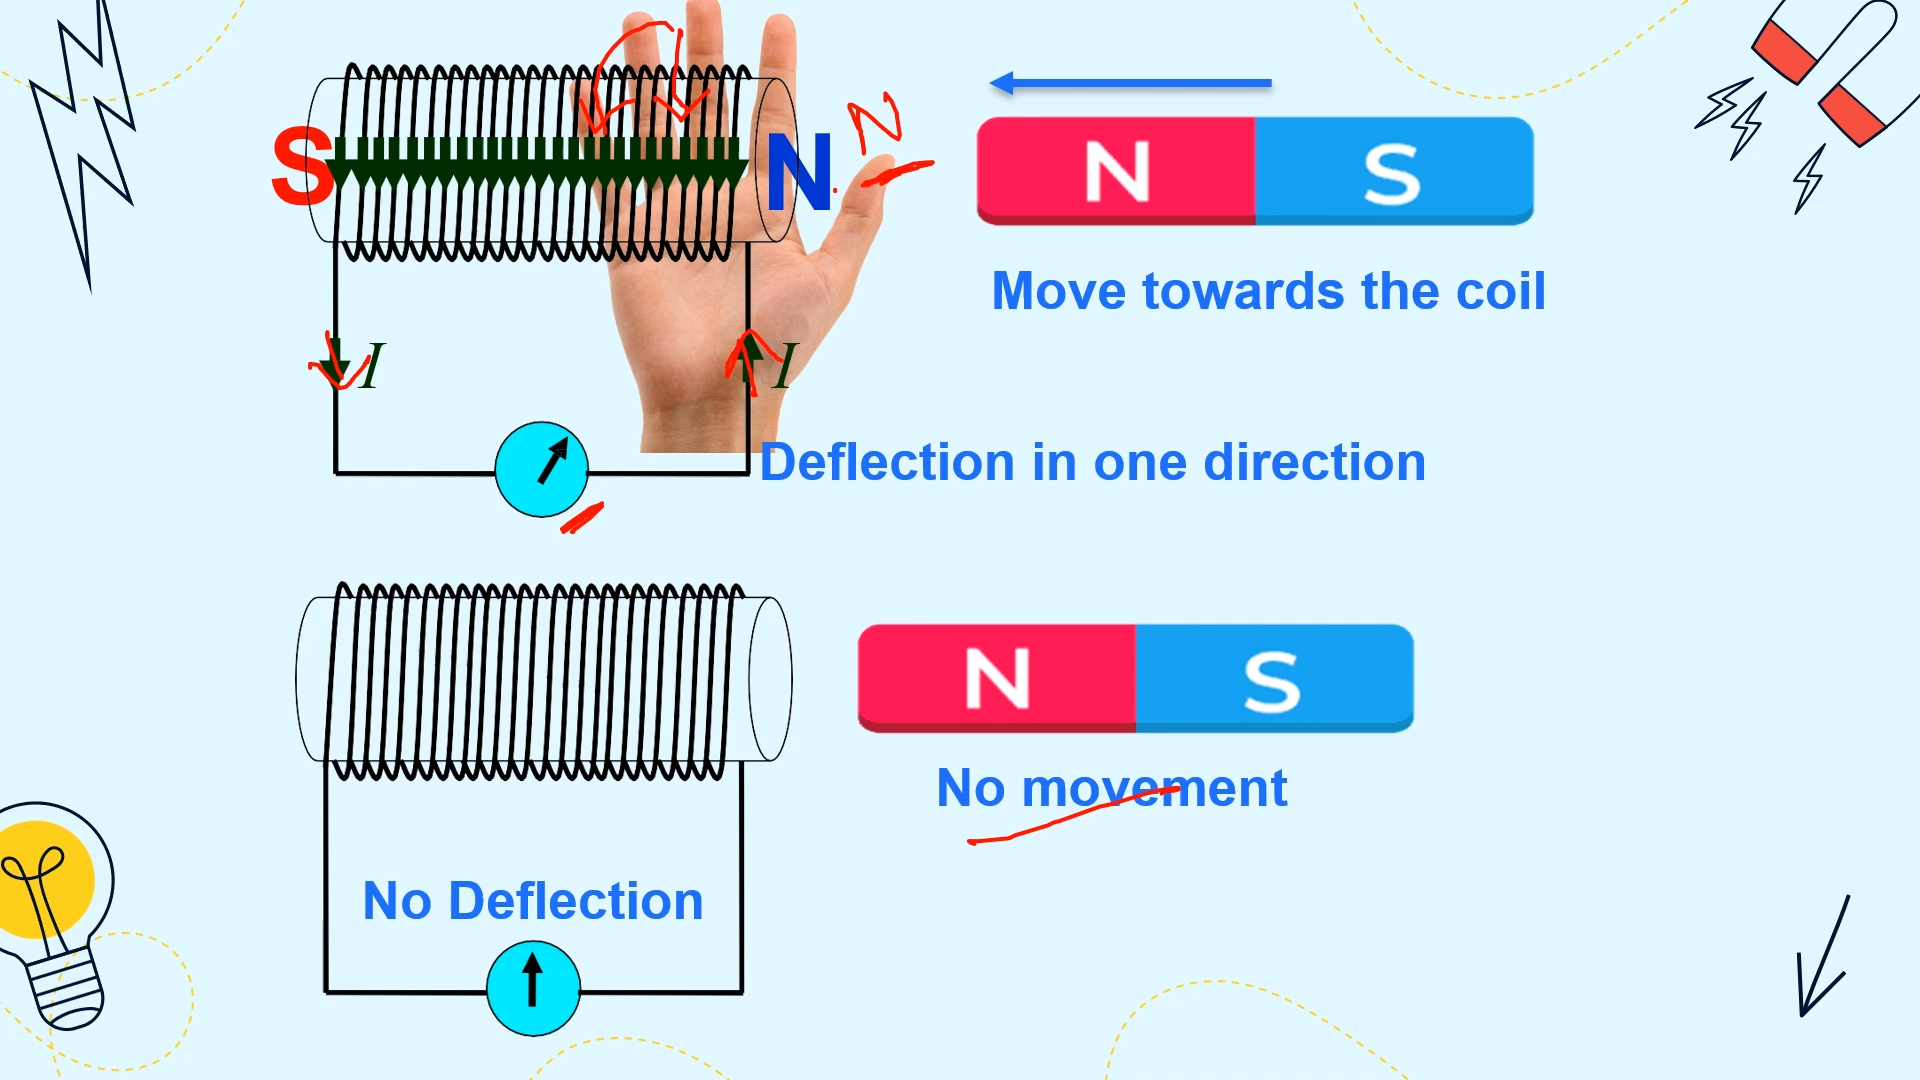 S
N
N
N S
Move towards the coil
I
I
Deflection in one direction
N S
No movement
No Deflection